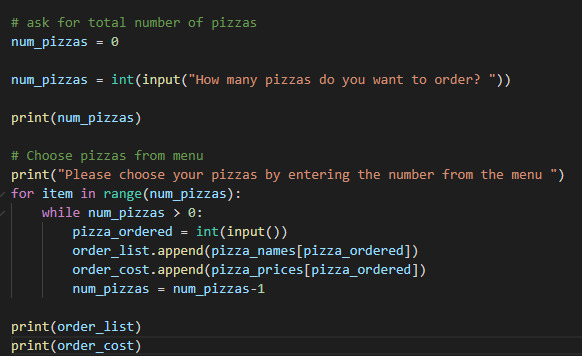 # ask for total number of pizzas
num_pizzas = 0
num_pizzas = int(input("How many pizzas do you want to order? "))
print(num_pizzas)
# Choose pizzas from menu
print("Please choose your pizzas by entering the number from the menu ")
for item in range(num_pizzas):
    while num_pizzas > 0:
        pizza_ordered = int(input())
        order_list.append(pizza_names[pizza_ordered])
        order_cost.append(pizza_prices[pizza_ordered])
        num_pizzas = num_pizzas-1
print(order_list)
print(order_cost)